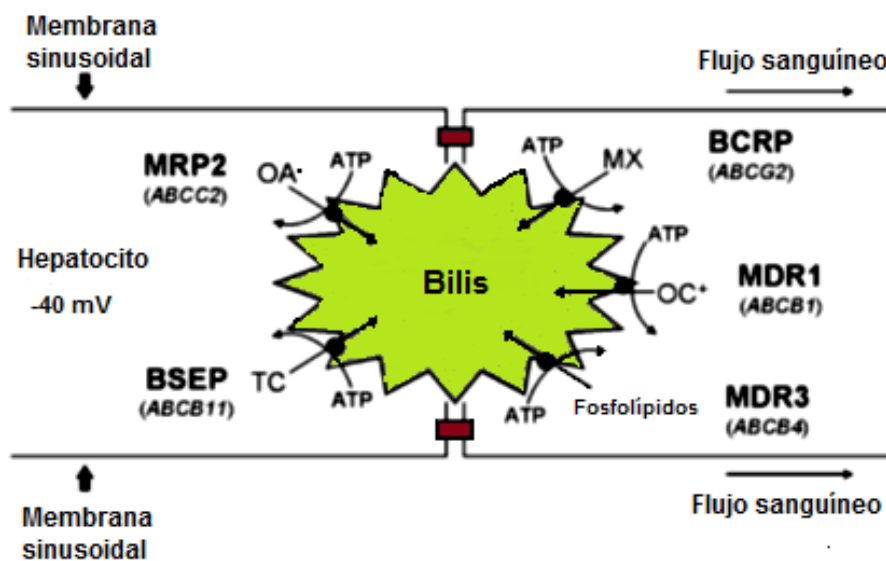 Membrana
sinusoidal
Flujo sanguíneo
MRP2
(ABCC2)
OA-
ATP
ATP
MX
BCRP
(ABCG2)
Hepatocito
-40 mV
Bilis
ATP
OC+
MDR1
(ABCB1)
BSEP
(ABCB11)
TC
ATP
ATP
Fosfolípidos
MDR3
(ABCB4)
Membrana
sinusoidal
Flujo sanguíneo